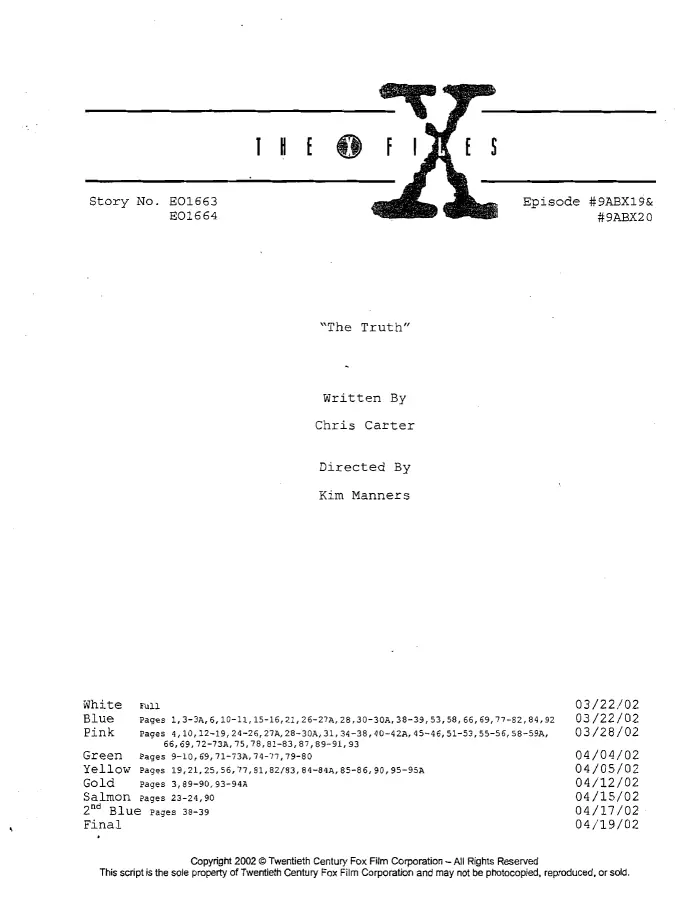 THE X FILES
X
Story No. EO1663 Episode #9ABX19&
EO1664 #9ABX20
"The Truth"
Written By
Chris Carter
Directed By
Kim Manners
White Full 03/22/02
Blue Pages 1,3-3A,6,10-11,15-16,21,26-27A,28,30-30A,38-39,53,58,66,69,77-82,84,92 03/22/02
Pink Pages 4,10,12-19,24-26,27A,28-30A,31,34-38,40-42A,45-46,51-53,55-56,58-59A, 03/28/02
66,69,72-73A,75,78,81-83,87,89-91,93
Green Pages 9-10,69,71-73A,74-77,79-80 04/04/02
Yellow Pages 19,21,25,56,77,81,82/83,84-84A,85-86,90,95-95A 04/05/02
Gold Pages 3,89-90,93-94A 04/12/02
Salmon Pages 23-24,90 04/15/02
2nd Blue Pages 38-39 04/17/02
Final 04/19/02
Copyright 2002 © Twentieth Century Fox Film Corporation – All Rights Reserved
This script is the sole property of Twentieth Century Fox Film Corporation and may not be photocopied, reproduced, or sold.